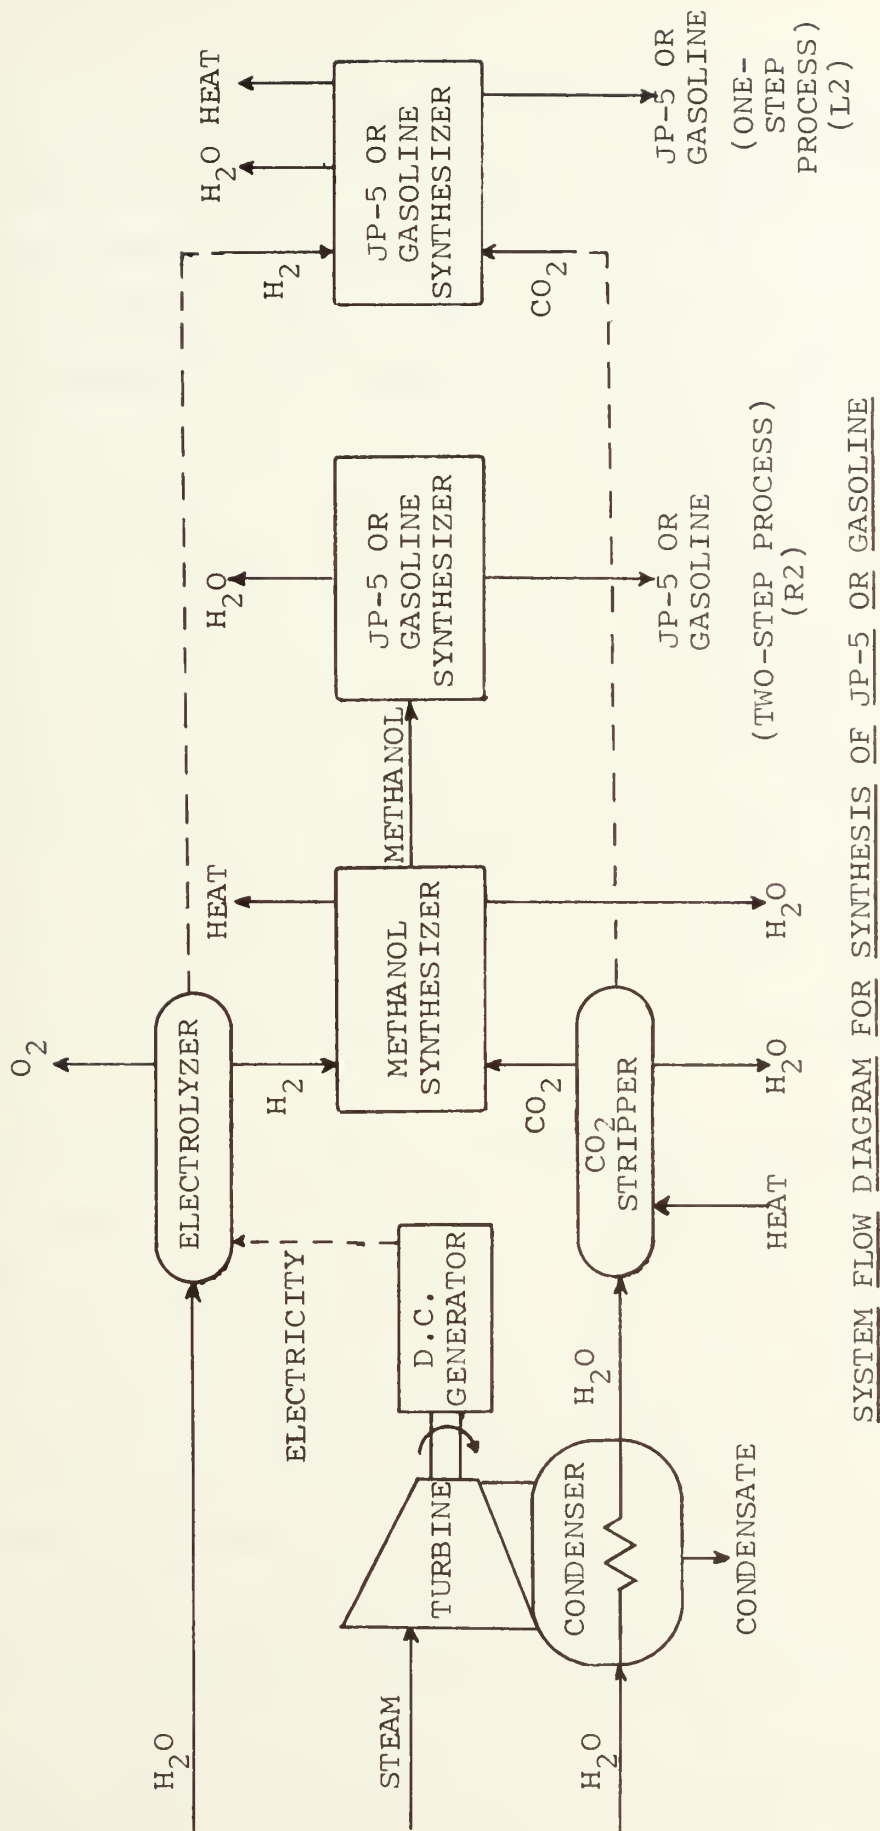 O2
H2O
ELECTROLYZER
HEAT
H2O
H2O HEAT
H2
H2
ELECTRICITY
STEAM
TURBINE
D.C.
GENERATOR
METHANOL
SYNTHESIZER
METHANOL
JP-5 OR
GASOLINE
SYNTHESIZER
JP-5 OR
GASOLINE
SYNTHESIZER
CO2
CO2
H2O
CONDENSER
H2O
CO2
STRIPPER
CONDENSATE
HEAT
H2O
H2O
JP-5 OR
GASOLINE
(TWO-STEP PROCESS)
(R2)
JP-5 OR
GASOLINE
(ONE-
STEP
PROCESS)
(L2)
SYSTEM FLOW DIAGRAM FOR SYNTHESIS OF JP-5 OR GASOLINE